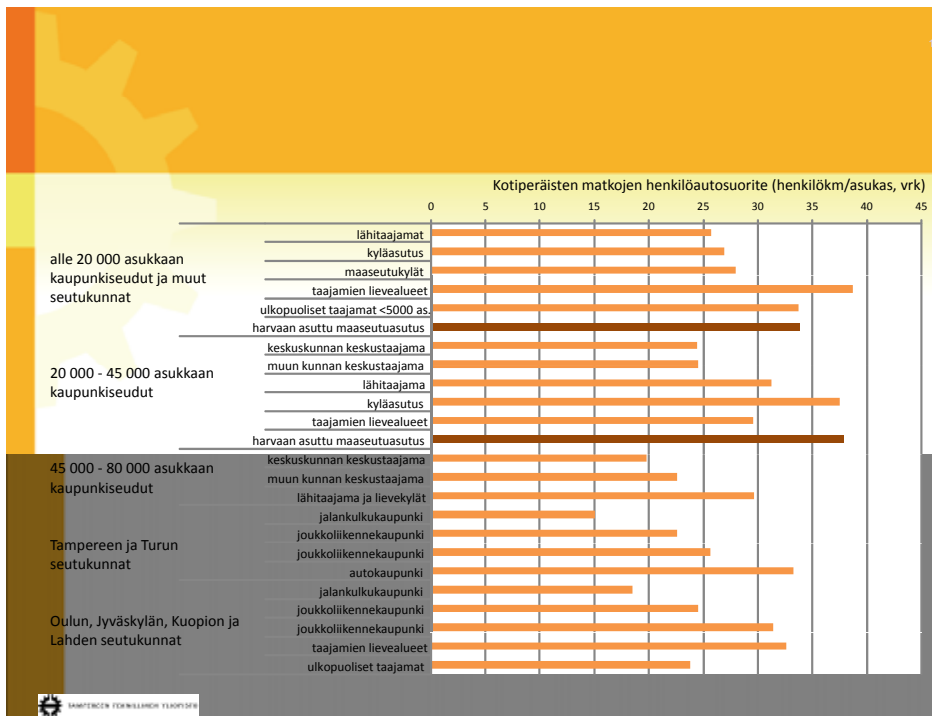 Kotiperäisten matkojen henkilöautosuorite (henkilökm/asukas, vrk)
0 5 10 15 20 25 30 35 40 45
alle 20 000 asukkaan
kaupunkiseudut ja muut
seutukunnat
lähitaajamat
kyläasutus
maaseutukylät
taajamien lievealueet
ulkopuoliset taajamat <5000 as.
harvaan asuttu maaseutuasutus
20 000 - 45 000 asukkaan
kaupunkiseudut
keskuskunnan keskustaajama
muun kunnan keskustaajama
lähitaajama
kyläasutus
taajamien lievealueet
harvaan asuttu maaseutuasutus
45 000 - 80 000 asukkaan
kaupunkiseudut
keskuskunnan keskustaajama
muun kunnan keskustaajama
lähitaajama ja lievekylät
Tampereen ja Turun
seutukunnat
jalankulkukaupunki
joukkoliikennekaupunki
joukkoliikennekaupunki
autokaupunki
Oulun, Jyväskylän, Kuopion ja
Lahden seutukunnat
jalankulkukaupunki
joukkoliikennekaupunki
joukkoliikennekaupunki
taajamien lievealueet
ulkopuoliset taajamat
TAMPEREEN TEKNILLINEN YLIOPISTO